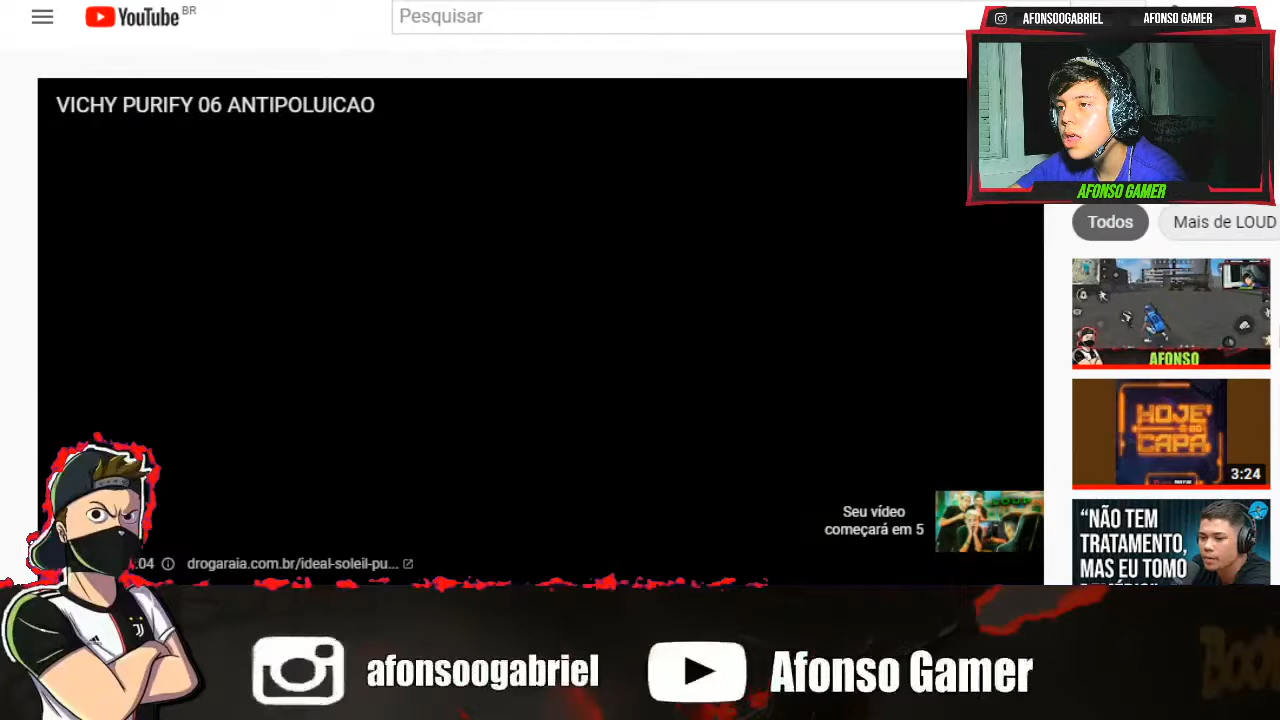 YouTube BR
Pesquisar
AFONSOOGABRIEL
AFONSO GAMER
AFONSO GAMER
VICHY PURIFY 06 ANTIPOLUICAO
Todos
Mais de LOUD
AFONSO
HOJE
É SÓ
CAPA
3:24
"NÃO TEM
TRATAMENTO,
MAS EU TOMO
Seu vídeo
começará em 5
:04
drogaraia.com.br/ideal-soleil-pu...
afonsoogabriel
Afonso Gamer